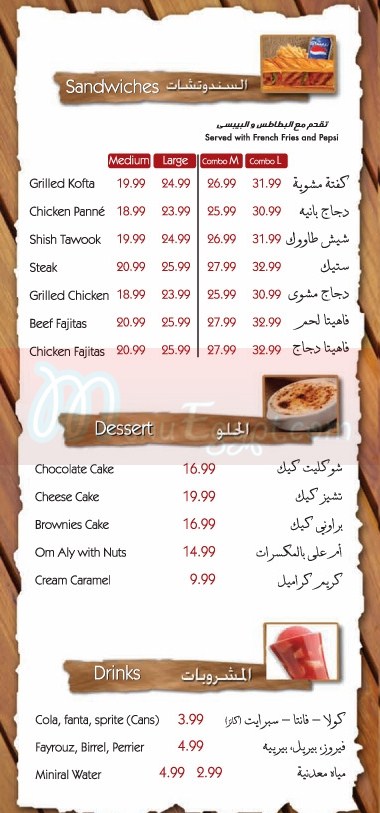 Sandwiches السندوتشات
تقدم مع البطاطس والبيبسى
Served with French Fries and Pepsi
Medium Large Combo M Combo L
Grilled Kofta 19.99 24.99 26.99 31.99 كفتة مشوية
Chicken Panné 18.99 23.99 25.99 30.99 دجاج بانيه
Shish Tawook 19.99 24.99 26.99 31.99 شيش طاووك
Steak 20.99 25.99 27.99 32.99 ستيك
Grilled Chicken 18.99 23.99 25.99 30.99 دجاج مشوى
Beef Fajitas 20.99 25.99 27.99 32.99 فاهيتا لحم
Chicken Fajitas 20.99 25.99 27.99 32.99 فاهيتا دجاج
Dessert الحلو
Chocolate Cake 16.99 شوكليت كيك
Cheese Cake 19.99 تشيز كيك
Brownies Cake 16.99 براونى كيك
Om Aly with Nuts 14.99 أم على بالمكسرات
Cream Caramel 9.99 كريم كراميل
Drinks المشروبات
Cola, fanta, sprite (Cans) 3.99 كولا – فانتا – سبرايت (كانز)
Fayrouz, Birrel, Perrier 4.99 فيروز، بيريل، بيرييه
Miniral Water 4.99 2.99 مياه معدنية